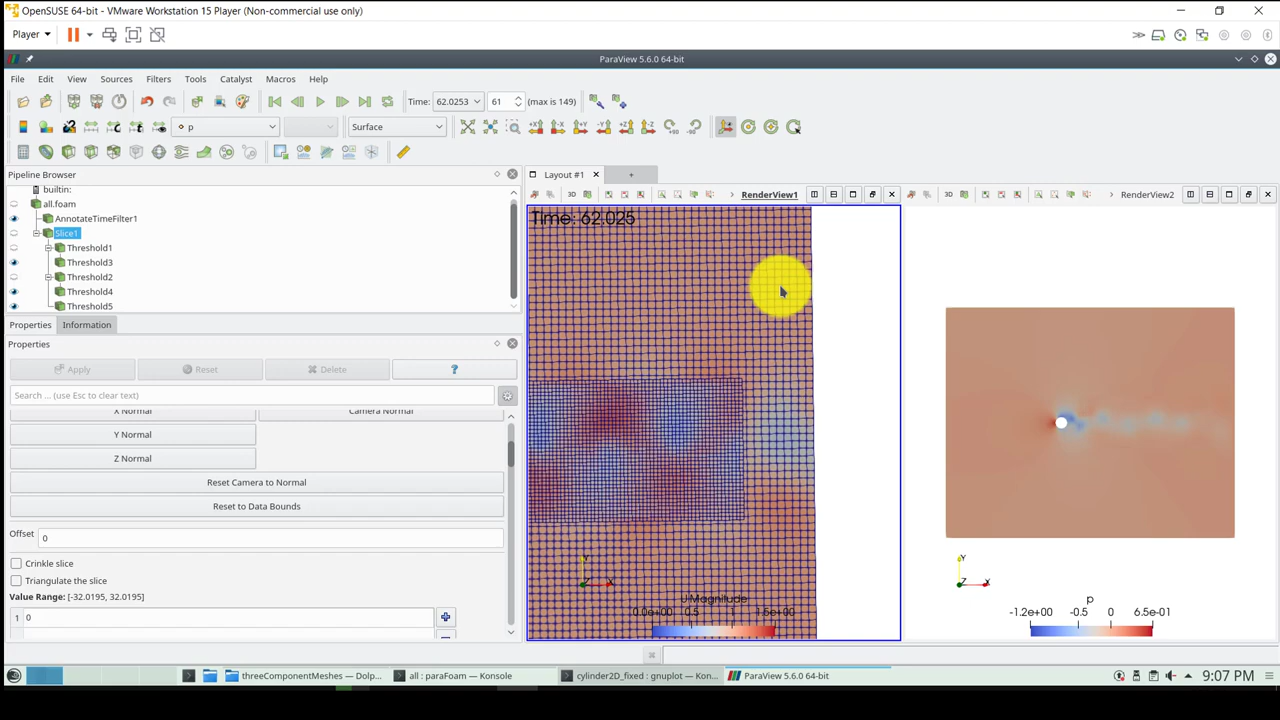 OpenSUSE 64-bit - VMware Workstation 15 Player (Non-commercial use only)
Player
ParaView 5.6.0 64-bit
File Edit View Sources Filters Tools Catalyst Macros Help
Time: 62.0253 61 (max is 149)
p Surface
Pipeline Browser
Layout #1 +
builtin:
all.foam
AnnotateTimeFilter1
Slice1
Threshold1
Threshold3
Threshold2
Threshold4
Threshold5
3D RenderView1
3D RenderView2
Time: 62.025
Properties Information
Properties
Apply Reset Delete ?
Search ... (use Esc to clear text)
X Normal Camera Normal
Y Normal
Z Normal
Reset Camera to Normal
Reset to Data Bounds
Offset 0
Crinkle slice
Triangulate the slice
Value Range: [-32.0195, 32.0195]
1 0
Y
Z X
U Magnitude
0.0e+00 0.5 1 1.5e+00
Y
Z X
p
-1.2e+00 -0.5 0 6.5e-01
threeComponentMeshes — Dolp... all : paraFoam — Konsole cylinder2D_fixed : gnuplot — Kon... ParaView 5.6.0 64-bit 9:07 PM